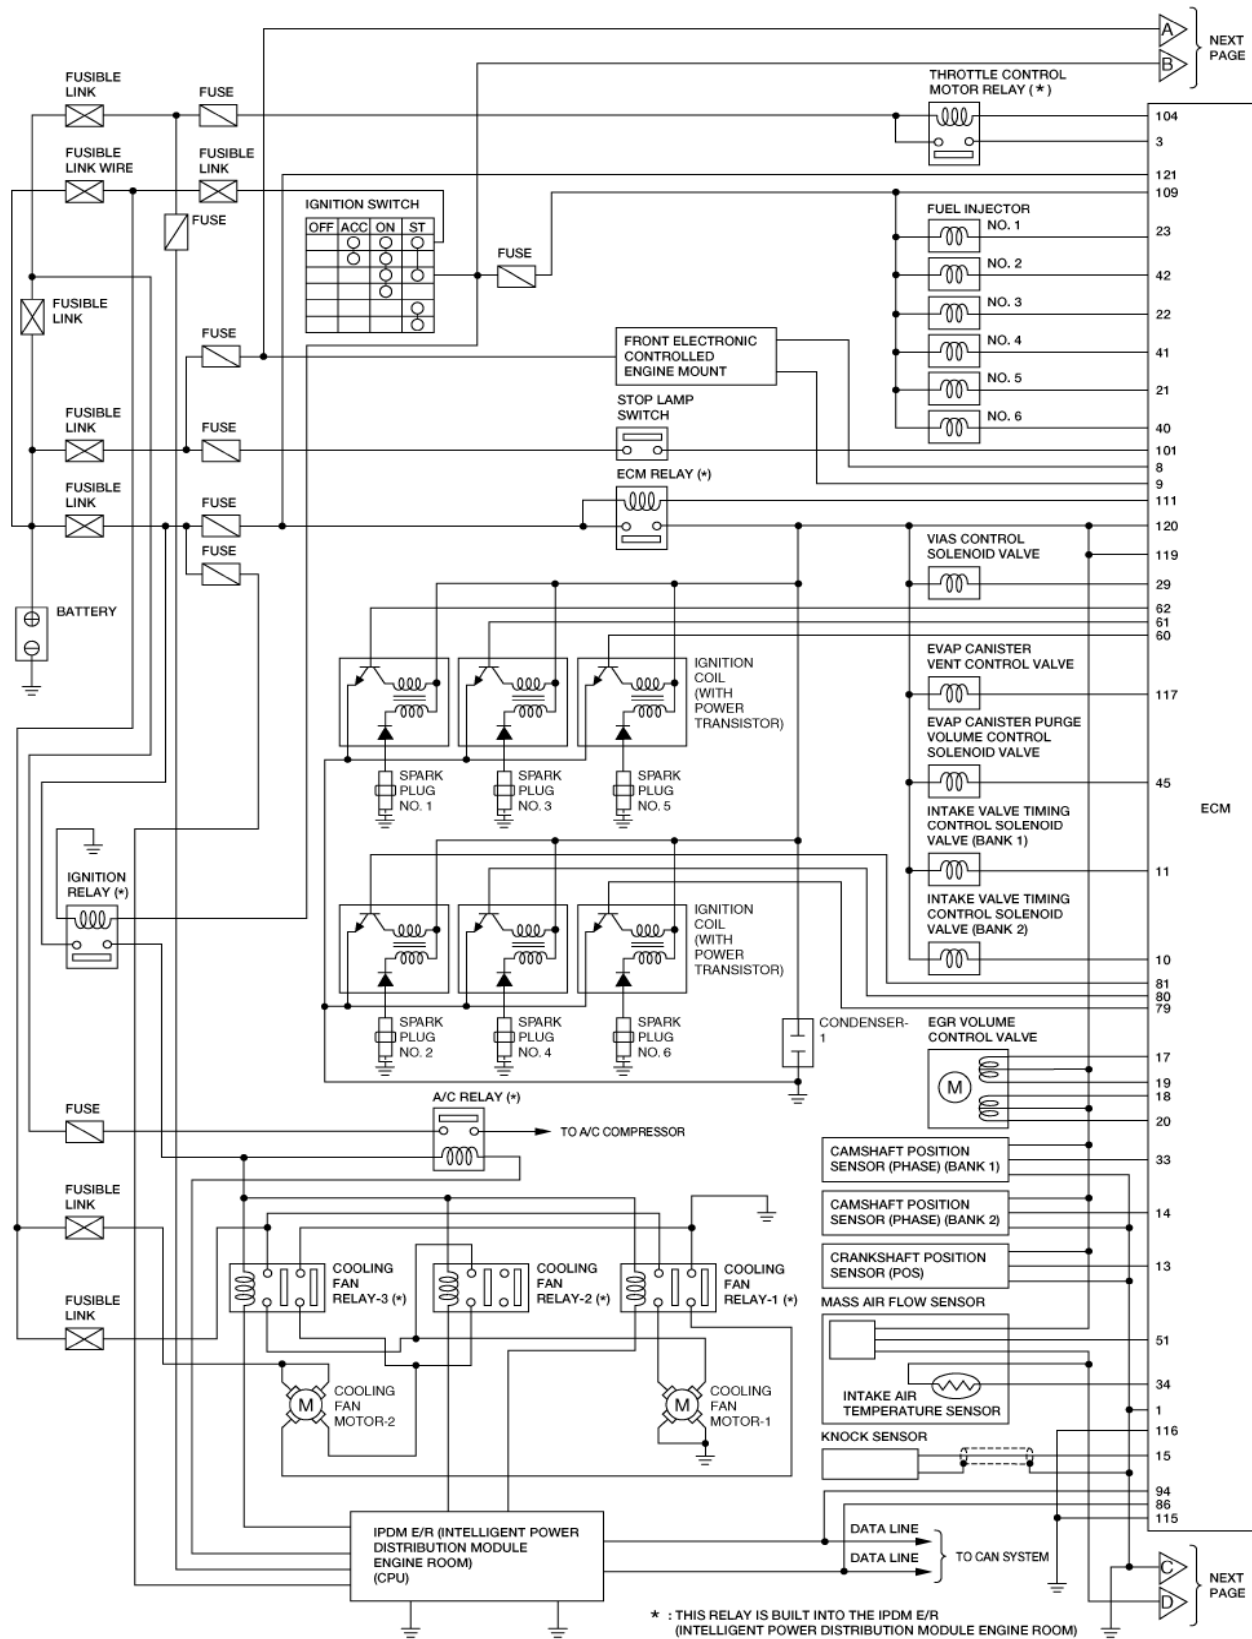 A
B
NEXT
PAGE
FUSIBLE
LINK
FUSE
THROTTLE CONTROL
MOTOR RELAY (*)
104
3
FUSIBLE
LINK WIRE
FUSIBLE
LINK
121
109
IGNITION SWITCH
OFF ACC ON ST
FUSE
FUSE
FUEL INJECTOR
NO. 1
23
NO. 2
42
FUSIBLE
LINK
NO. 3
22
FUSE
FRONT ELECTRONIC
CONTROLLED
ENGINE MOUNT
NO. 4
41
NO. 5
21
STOP LAMP
SWITCH
FUSIBLE
LINK
FUSE
NO. 6
40
101
8
ECM RELAY (*)
9
FUSIBLE
LINK
FUSE
111
120
FUSE
VIAS CONTROL
SOLENOID VALVE
119
29
BATTERY
62
61
60
IGNITION
COIL
(WITH
POWER
TRANSISTOR)
EVAP CANISTER
VENT CONTROL VALVE
117
EVAP CANISTER PURGE
VOLUME CONTROL
SOLENOID VALVE
45
SPARK
PLUG
NO. 1
SPARK
PLUG
NO. 3
SPARK
PLUG
NO. 5
ECM
INTAKE VALVE TIMING
CONTROL SOLENOID
VALVE (BANK 1)
11
IGNITION
RELAY (*)
IGNITION
COIL
(WITH
POWER
TRANSISTOR)
INTAKE VALVE TIMING
CONTROL SOLENOID
VALVE (BANK 2)
10
81
80
79
SPARK
PLUG
NO. 2
SPARK
PLUG
NO. 4
SPARK
PLUG
NO. 6
CONDENSER-
1
EGR VOLUME
CONTROL VALVE
M
17
19
18
20
A/C RELAY (*)
FUSE
TO A/C COMPRESSOR
CAMSHAFT POSITION
SENSOR (PHASE) (BANK 1)
33
FUSIBLE
LINK
CAMSHAFT POSITION
SENSOR (PHASE) (BANK 2)
14
COOLING
FAN
RELAY-3 (*)
COOLING
FAN
RELAY-2 (*)
COOLING
FAN
RELAY-1 (*)
CRANKSHAFT POSITION
SENSOR (POS)
13
FUSIBLE
LINK
MASS AIR FLOW SENSOR
51
INTAKE AIR
TEMPERATURE SENSOR
34
M
COOLING
FAN
MOTOR-2
M
COOLING
FAN
MOTOR-1
1
116
KNOCK SENSOR
15
94
86
115
IPDM E/R (INTELLIGENT POWER
DISTRIBUTION MODULE
ENGINE ROOM)
(CPU)
DATA LINE
DATA LINE
TO CAN SYSTEM
C
D
NEXT
PAGE
* : THIS RELAY IS BUILT INTO THE IPDM E/R
(INTELLIGENT POWER DISTRIBUTION MODULE ENGINE ROOM)